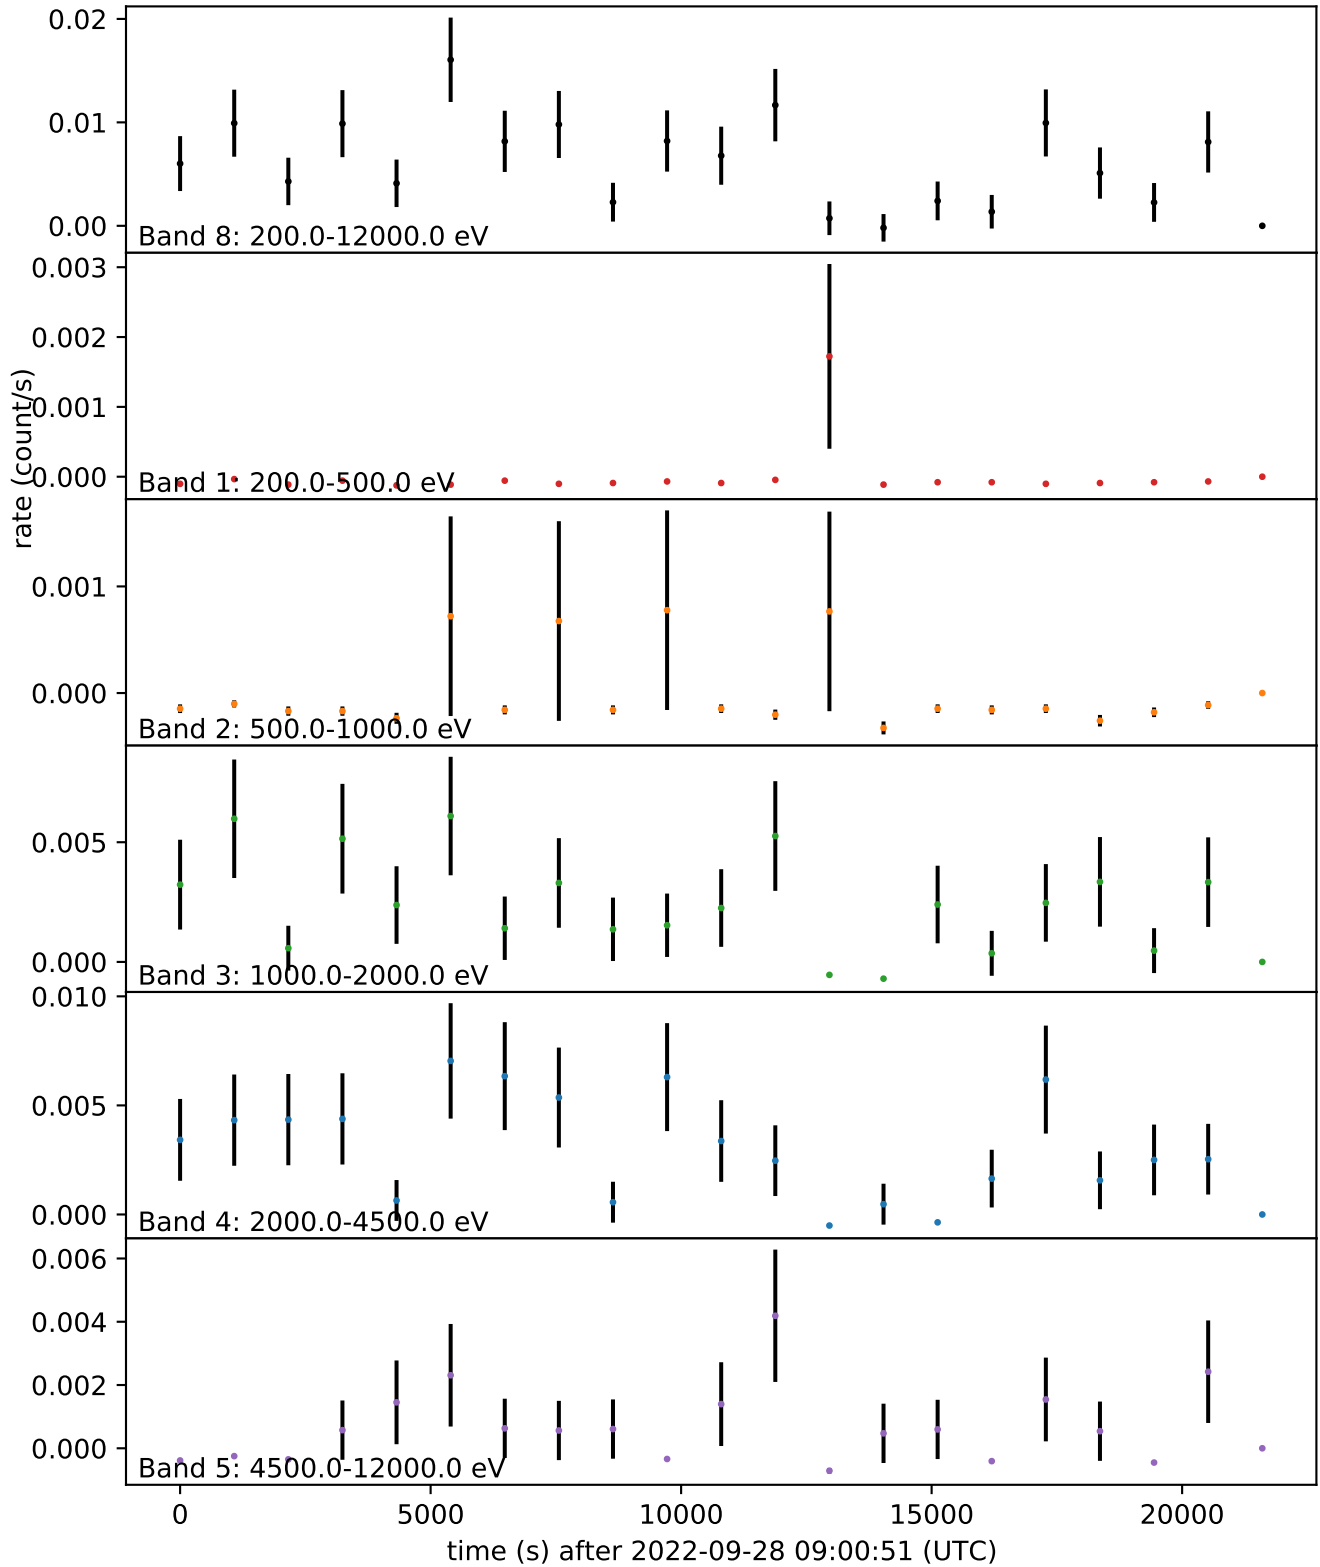 0.02
0.01
0.00
Band 8: 200.0-12000.0 eV
0.003
0.002
0.001
0.000
Band 1: 200.0-500.0 eV
rate (count/s)
0.001
0.000
Band 2: 500.0-1000.0 eV
0.005
0.000
Band 3: 1000.0-2000.0 eV
0.010
0.005
0.000
Band 4: 2000.0-4500.0 eV
0.006
0.004
0.002
0.000
Band 5: 4500.0-12000.0 eV
0 5000 10000 15000 20000
time (s) after 2022-09-28 09:00:51 (UTC)